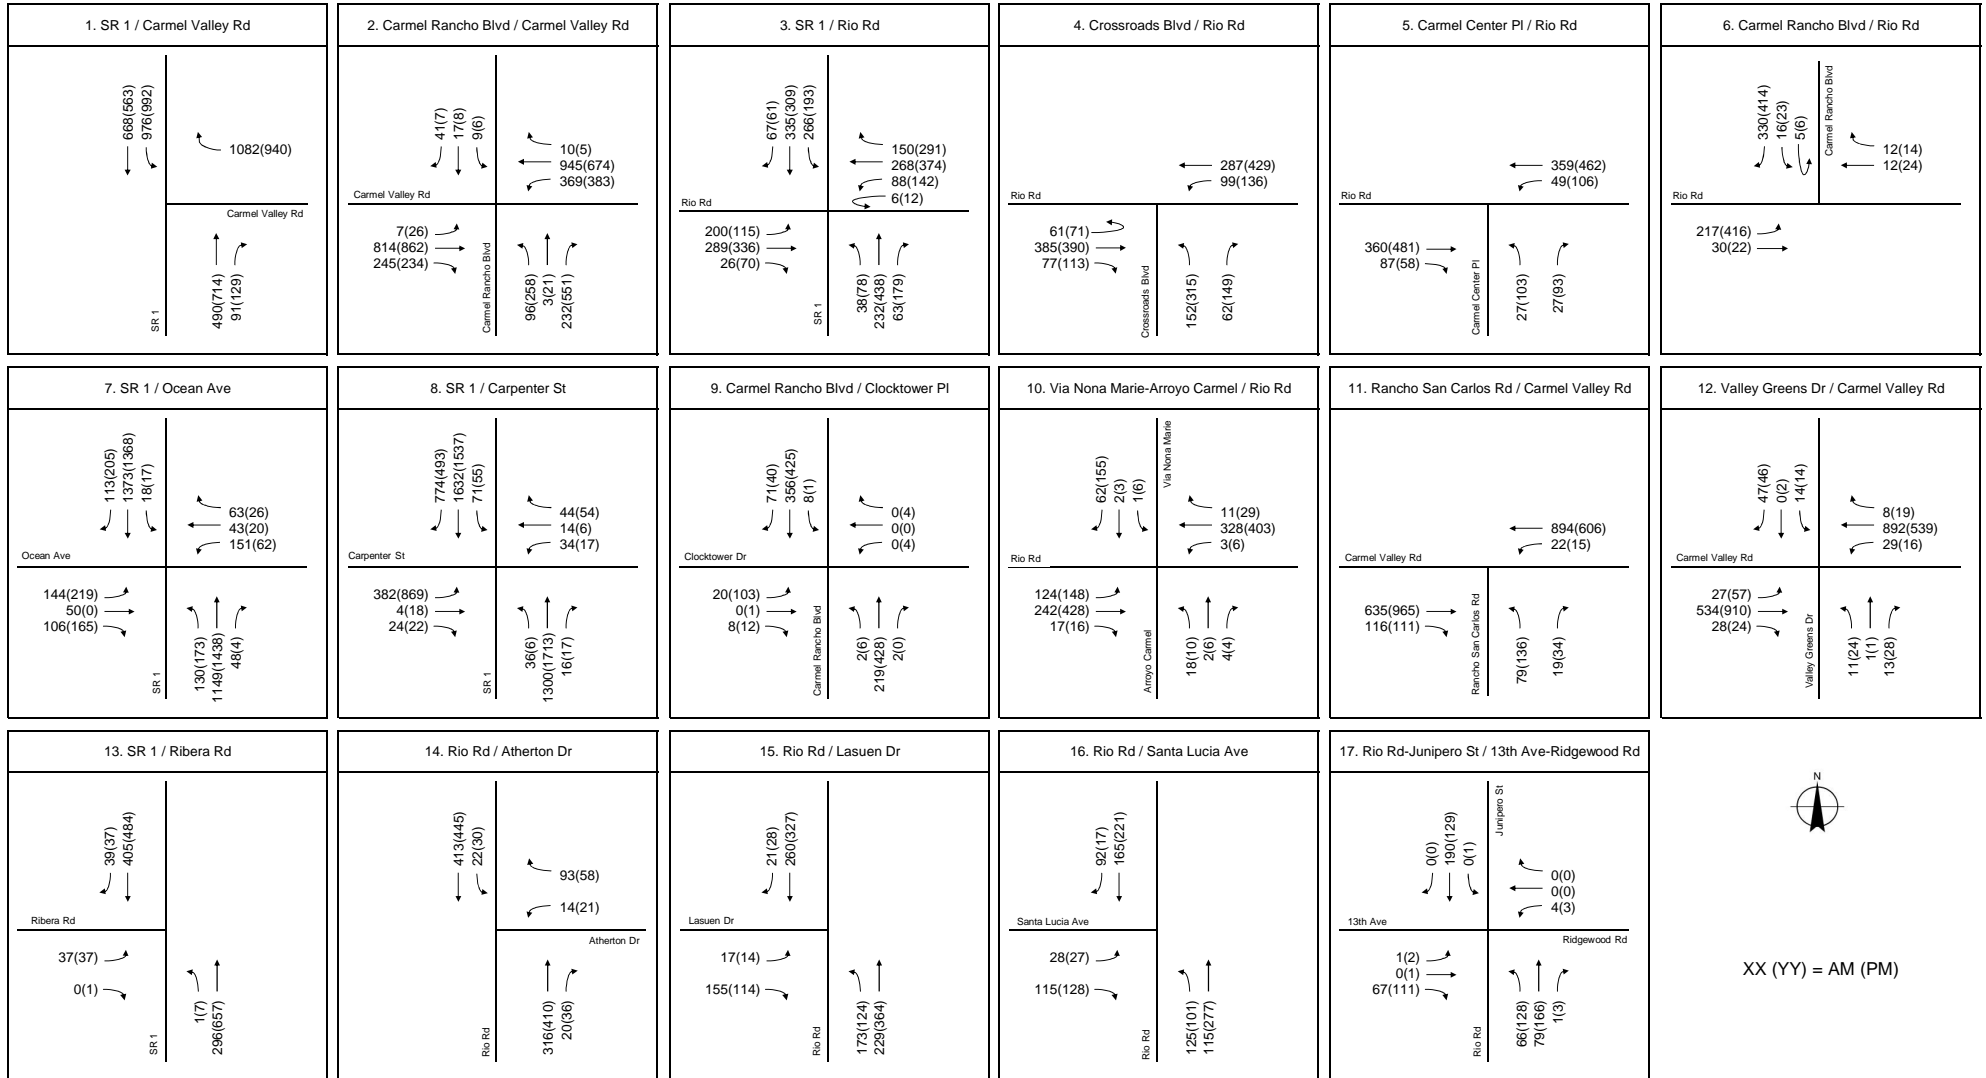 1. SR 1 / Carmel Valley Rd
668(563)
976(992)
1082(940)
Carmel Valley Rd
490(714)
91(129)
SR 1
2. Carmel Rancho Blvd / Carmel Valley Rd
41(7)
17(8)
9(6)
10(5)
945(674)
369(383)
Carmel Valley Rd
7(26)
814(862)
245(234)
Carmel Rancho Blvd
96(258)
3(21)
232(551)
3. SR 1 / Rio Rd
67(61)
335(309)
266(193)
150(291)
268(374)
88(142)
6(12)
Rio Rd
200(115)
289(336)
26(70)
SR 1
38(78)
232(438)
63(179)
4. Crossroads Blvd / Rio Rd
287(429)
99(136)
Rio Rd
61(71)
385(390)
77(113)
Crossroads Blvd
152(315)
62(149)
5. Carmel Center Pl / Rio Rd
359(462)
49(106)
Rio Rd
360(481)
87(58)
Carmel Center Pl
27(103)
27(93)
6. Carmel Rancho Blvd / Rio Rd
330(414)
16(23)
5(6)
Carmel Rancho Blvd
12(14)
12(24)
Rio Rd
217(416)
30(22)
7. SR 1 / Ocean Ave
113(205)
1373(1368)
18(17)
63(26)
43(20)
151(62)
Ocean Ave
144(219)
50(0)
106(165)
SR 1
130(173)
1149(1438)
48(4)
8. SR 1 / Carpenter St
774(493)
1632(1537)
71(55)
44(54)
14(6)
34(17)
Carpenter St
382(869)
4(18)
24(22)
SR 1
36(6)
1300(1713)
16(17)
9. Carmel Rancho Blvd / Clocktower Pl
71(40)
356(425)
8(1)
0(4)
0(0)
0(4)
Clocktower Dr
20(103)
0(1)
8(12)
Carmel Rancho Blvd
2(6)
219(428)
2(0)
10. Via Nona Marie-Arroyo Carmel / Rio Rd
62(155)
2(3)
1(6)
Via Nona Marie
11(29)
328(403)
3(6)
Rio Rd
124(148)
242(428)
17(16)
Arroyo Carmel
18(10)
2(6)
4(4)
11. Rancho San Carlos Rd / Carmel Valley Rd
894(606)
22(15)
Carmel Valley Rd
635(965)
116(111)
Rancho San Carlos Rd
79(136)
19(34)
12. Valley Greens Dr / Carmel Valley Rd
47(46)
0(2)
14(14)
8(19)
892(539)
29(16)
Carmel Valley Rd
27(57)
534(910)
28(24)
Valley Greens Dr
11(24)
1(1)
13(28)
13. SR 1 / Ribera Rd
39(37)
405(484)
Ribera Rd
37(37)
0(1)
SR 1
1(7)
296(657)
14. Rio Rd / Atherton Dr
413(445)
22(30)
93(58)
14(21)
Atherton Dr
Rio Rd
316(410)
20(36)
15. Rio Rd / Lasuen Dr
21(28)
260(327)
Lasuen Dr
17(14)
155(114)
Rio Rd
173(124)
229(364)
16. Rio Rd / Santa Lucia Ave
92(17)
165(221)
Santa Lucia Ave
28(27)
115(128)
Rio Rd
125(101)
115(277)
17. Rio Rd-Junipero St / 13th Ave-Ridgewood Rd
0(0)
190(129)
0(1)
Junipero St
0(0)
0(0)
4(3)
13th Ave
Ridgewood Rd
1(2)
0(1)
67(111)
Rio Rd
66(128)
79(166)
1(3)
N
XX (YY) = AM (PM)